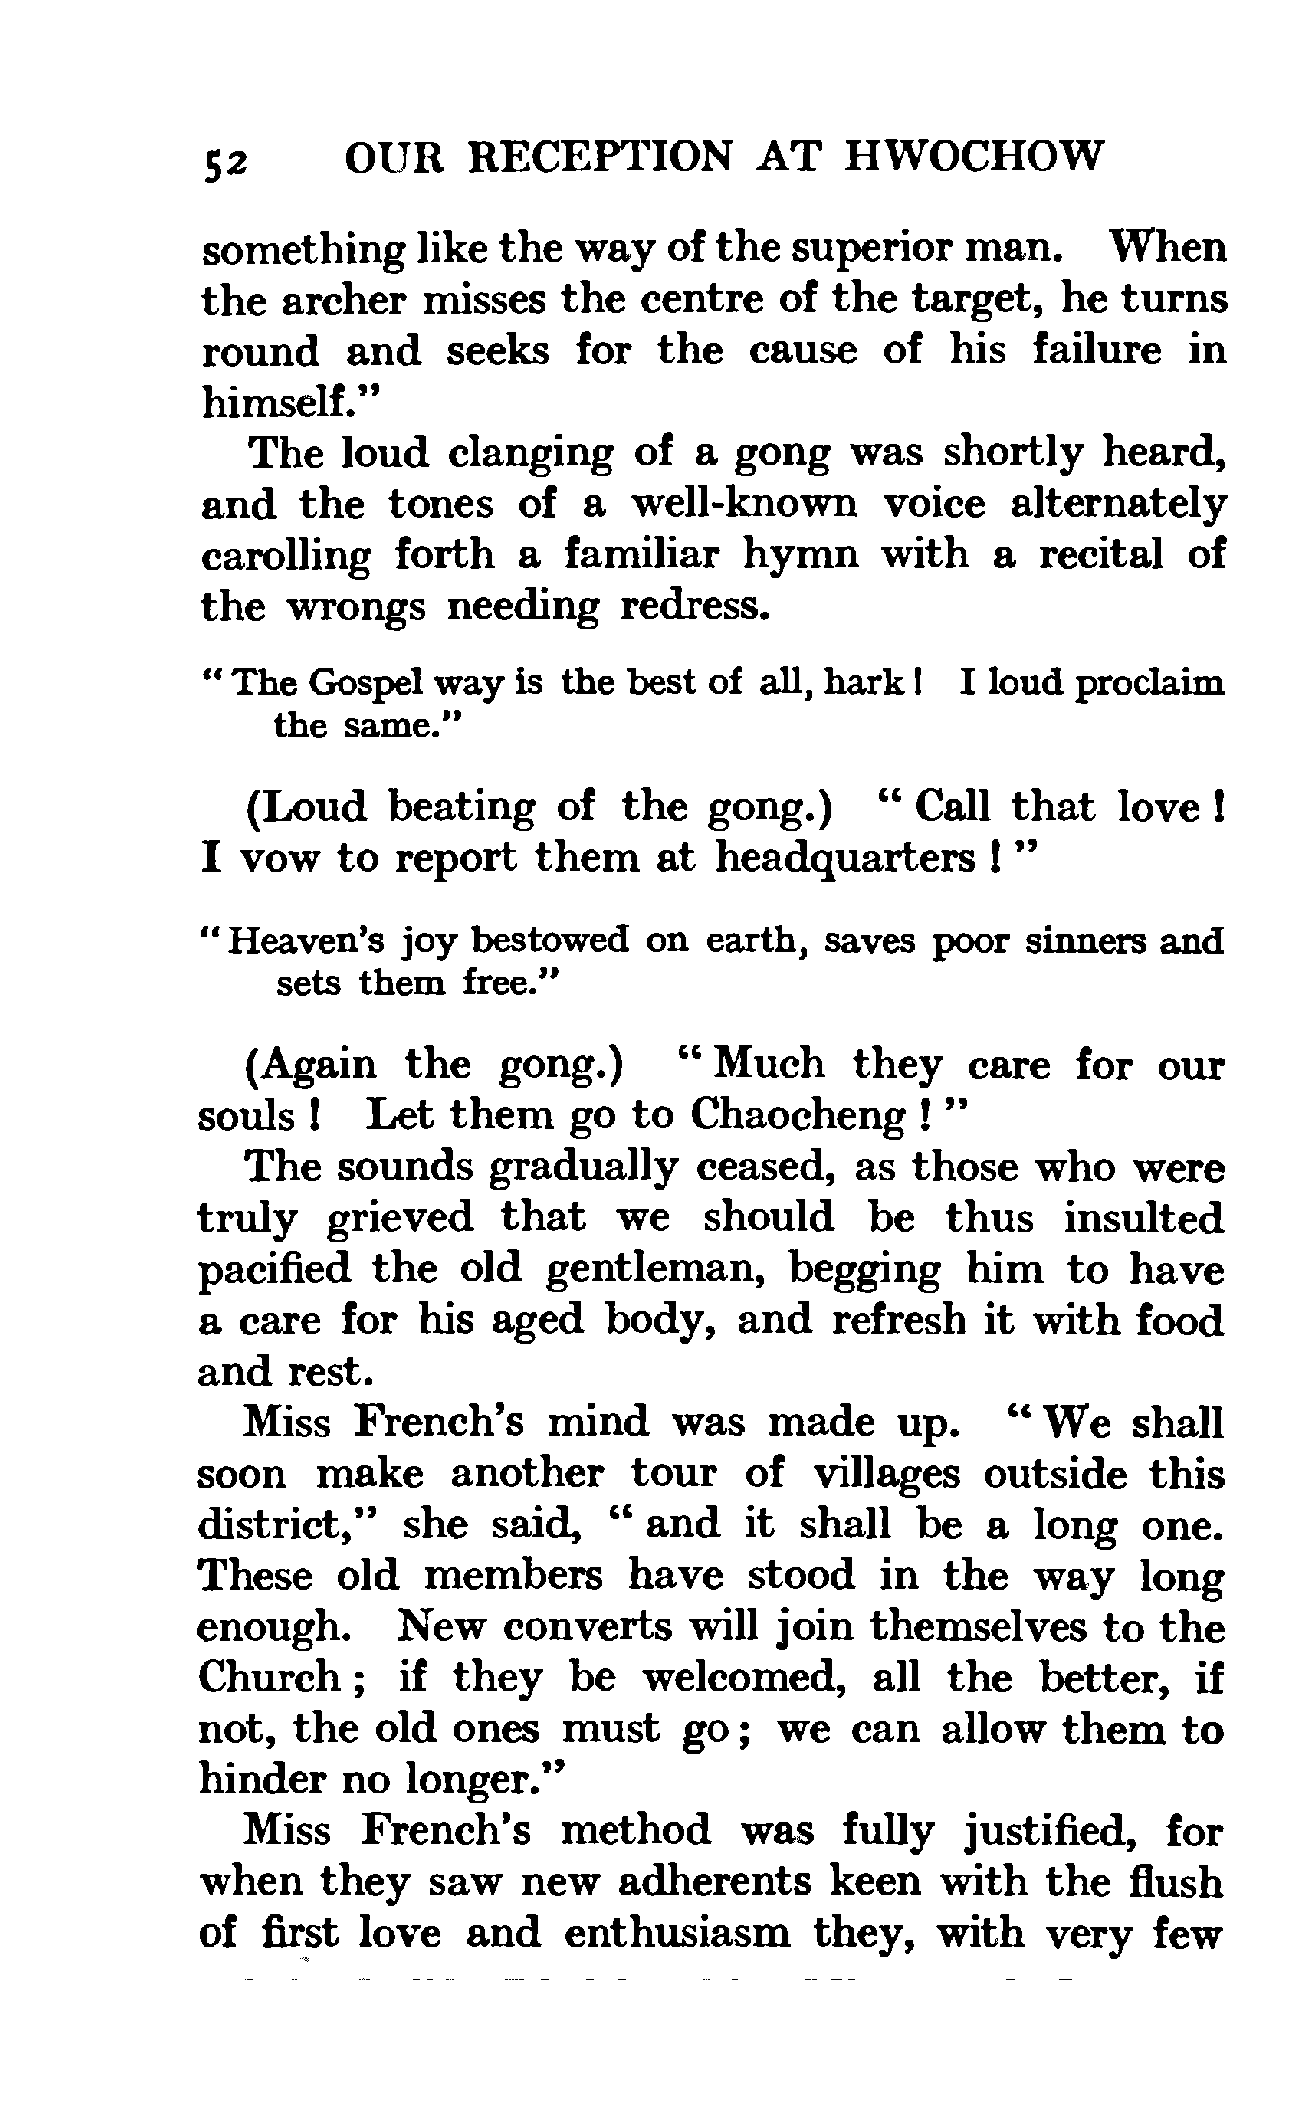 52 OUR RECEPTION AT HWOCHOW
something like the way of the superior man. When
the archer misses the centre of the target, he turns
round and seeks for the cause of his failure in
himself."
The loud clanging of a gong was shortly heard,
and the tones of a well-known voice alternately
carolling forth a familiar hymn with a recital of
the wrongs needing redress.
"The Gospel way is the best of all, hark! I loud proclaim
the same."
(Loud beating of the gong.) "Call that love!
I vow to report them at headquarters!"
"Heaven's joy bestowed on earth, saves poor sinners and
sets them free."
(Again the gong.) "Much they care for our
souls! Let them go to Chaocheng!"
The sounds gradually ceased, as those who were
truly grieved that we should be thus insulted
pacified the old gentleman, begging him to have
a care for his aged body, and refresh it with food
and rest.
Miss French's mind was made up. "We shall
soon make another tour of villages outside this
district," she said, "and it shall be a long one.
These old members have stood in the way long
enough. New converts will join themselves to the
Church; if they be welcomed, all the better, if
not, the old ones must go; we can allow them to
hinder no longer."
Miss French's method was fully justified, for
when they saw new adherents keen with the flush
of first love and enthusiasm they, with very few